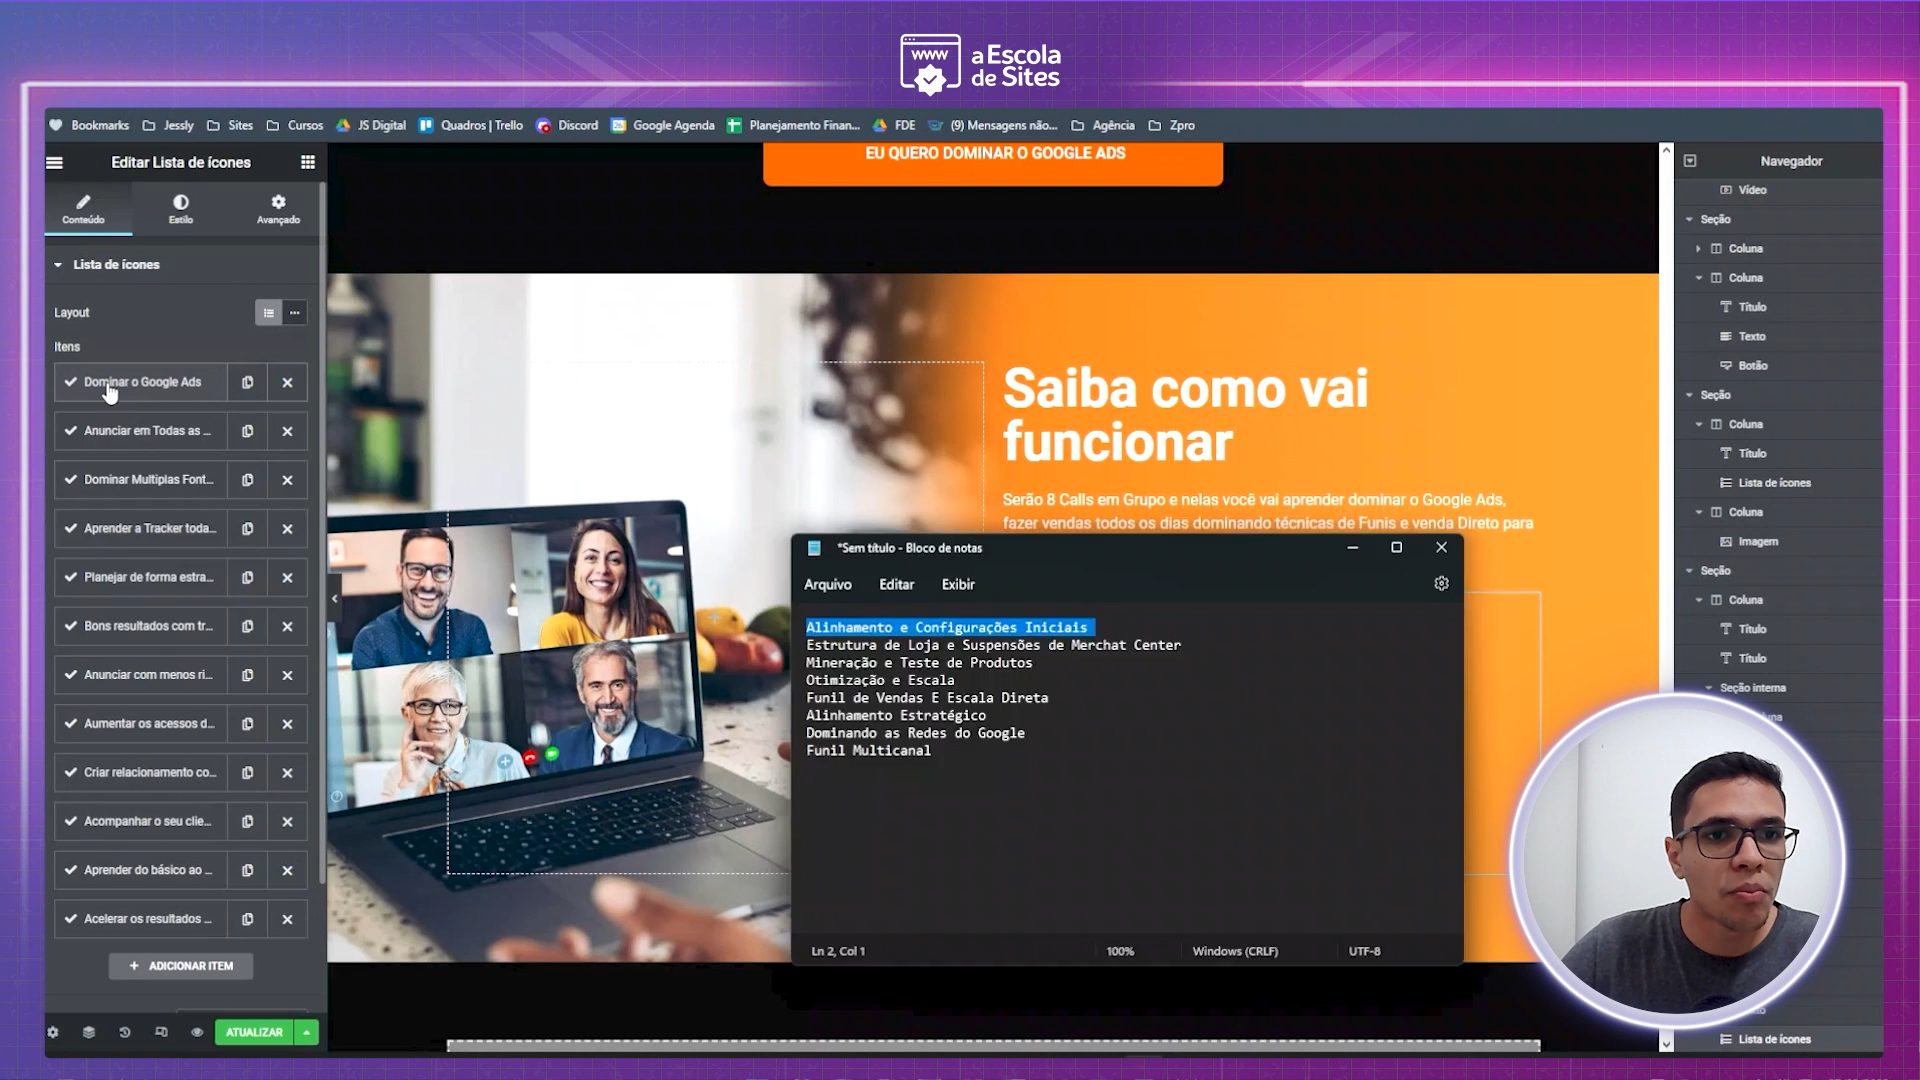 www
a Escola
de Sites
Bookmarks
Jessly
Sites
Cursos
JS Digital
Quadros | Trello
Discord
Google Agenda
Planejamento Finan...
FDE
(9) Mensagens não...
Agência
Zpro
Editar Lista de ícones
Conteúdo
Estilo
Avançado
Lista de ícones
Layout
Itens
Dominar o Google Ads
Anunciar em Todas as ...
Dominar Multiplas Font...
Aprender a Tracker toda...
Planejar de forma estra...
Bons resultados com tr...
Anunciar com menos ri...
Aumentar os acessos d...
Criar relacionamento co...
Acompanhar o seu clie...
Aprender do básico ao ...
Acelerar os resultados ...
ADICIONAR ITEM
ATUALIZAR
EU QUERO DOMINAR O GOOGLE ADS
Saiba como vai
funcionar
Serão 8 Calls em Grupo e nelas você vai aprender dominar o Google Ads,
fazer vendas todos os dias dominando técnicas de Funis e venda Direto para
*Sem título - Bloco de notas
Arquivo
Editar
Exibir
Alinhamento e Configurações Iniciais
Estrutura de Loja e Suspensões de Merchat Center
Mineração e Teste de Produtos
Otimização e Escala
Funil de Vendas E Escala Direta
Alinhamento Estratégico
Dominando as Redes do Google
Funil Multicanal
Ln 2, Col 1
100%
Windows (CRLF)
UTF-8
Navegador
Vídeo
Seção
Coluna
Coluna
Título
Texto
Botão
Seção
Coluna
Título
Lista de ícones
Coluna
Imagem
Seção
Coluna
Título
Título
Seção interna
Lista de ícones